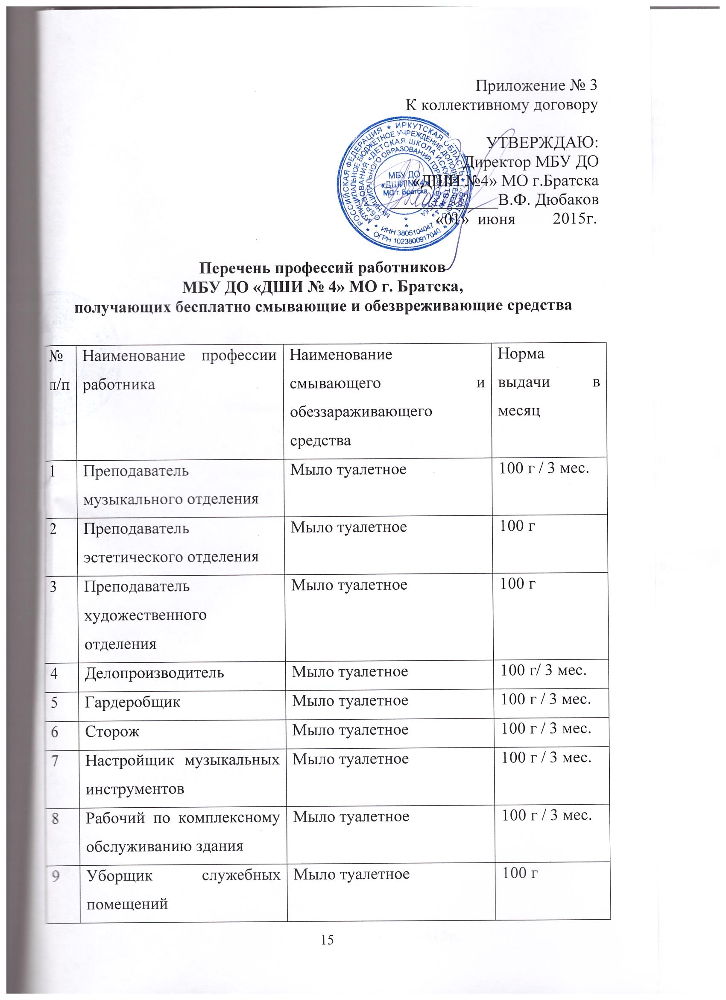 Приложение № 3
К коллективному договору
УТВЕРЖДАЮ:
Директор МБУ ДО
«ДШИ №4» МО г.Братска
В.Ф. Дюбаков
«01» июня 2015г.
РОССИЙСКАЯ ФЕДЕРАЦИЯ * ИРКУТСКАЯ ОБЛАСТЬ * Г. БРАТСК *
МУНИЦИПАЛЬНОЕ БЮДЖЕТНОЕ УЧРЕЖДЕНИЕ ДОПОЛНИТЕЛЬНОГО
ОБРАЗОВАНИЯ «ДЕТСКАЯ ШКОЛА ИСКУССТВ № 4»
МУНИЦИПАЛЬНОГО ОБРАЗОВАНИЯ ГОРОДА БРАТСКА
МБУ ДО
«ДШИ № 4»
МО г. Братска
* ИНН 3805104047 *
* ОГРН 1023800917040 *
Перечень профессий работников
МБУ ДО «ДШИ № 4» МО г. Братска,
получающих бесплатно смывающие и обезвреживающие средства
№ Наименование профессии Наименование Норма
п/п работника смывающего и выдачи в
обеззараживающего месяц
средства
1 Преподаватель Мыло туалетное 100 г / 3 мес.
музыкального отделения
2 Преподаватель Мыло туалетное 100 г
эстетического отделения
3 Преподаватель Мыло туалетное 100 г
художественного
отделения
4 Делопроизводитель Мыло туалетное 100 г/ 3 мес.
5 Гардеробщик Мыло туалетное 100 г / 3 мес.
6 Сторож Мыло туалетное 100 г / 3 мес.
7 Настройщик музыкальных Мыло туалетное 100 г / 3 мес.
инструментов
8 Рабочий по комплексному Мыло туалетное 100 г / 3 мес.
обслуживанию здания
9 Уборщик служебных Мыло туалетное 100 г
помещений
15